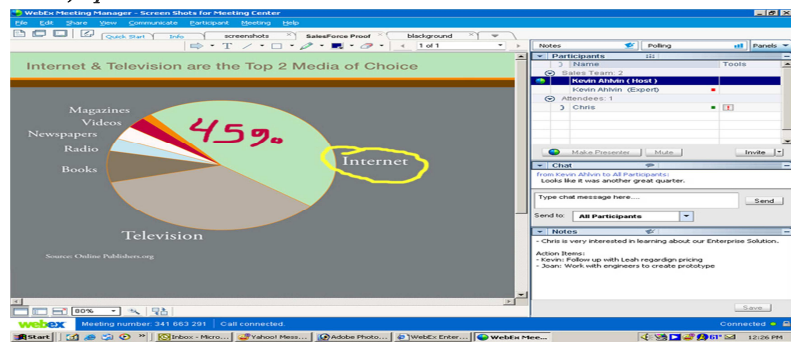 WebEx Meeting Manager - Screen Shots for Meeting Center
File Edit Share View Communicate Participant Meeting Help
Quick Start Info screenshots SalesForce Proof blackground
1 of 1
Internet & Television are the Top 2 Media of Choice
Magazines
Videos
Newspapers
Radio
Books
45%
Internet
Television
Source: Online Publishers.org
80%
Notes Polling Panels
Participants
Name Tools
Sales Team: 2
Kevin Ahlvin ( Host )
Kevin Ahlvin (Expert)
Attendees: 1
Chris
Make Presenter Mute Invite
Chat
from Kevin Ahlvin to All Participants:
Looks like it was another great quarter.
Type chat message here....
Send
Send to: All Participants
Notes
- Chris is very interested in learning about our Enterprise Solution.
Action Items:
- Kevin: Follow up with Leah regardign pricing
- Joan: Work with engineers to create prototype
Save
webex Meeting number: 341 663 291 Call connected. Connected
Start Inbox - Micro... Yahoo! Mess... Adobe Photo... WebEx Enter... WebEx Mee... 61° 12:26 PM